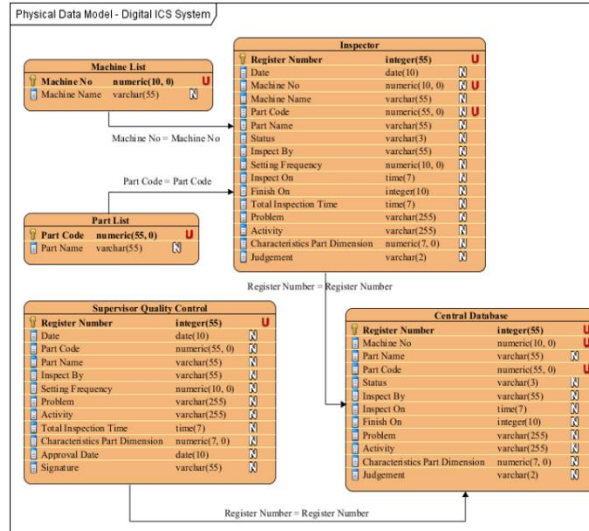 Physical Data Model - Digital ICS System
Machine List
Machine No numeric(10, 0) U
Machine Name varchar(55) N
Machine No = Machine No
Part Code = Part Code
Part List
Part Code numeric(55, 0) U
Part Name varchar(55) N
Inspector
Register Number integer(55) U
Date date(10) N
Machine No numeric(10, 0) N U
Machine Name varchar(55) N
Part Code numeric(55, 0) N U
Part Name varchar(55) N
Status varchar(3) N
Inspect By varchar(55) N
Setting Frequency numeric(10, 0) N
Inspect On time(7) N
Finish On integer(10) N
Total Inspection Time time(7) N
Problem varchar(255) N
Activity varchar(255) N
Characteristics Part Dimension numeric(7, 0) N
Judgement varchar(2) N
Register Number = Register Number
Supervisor Quality Control
Register Number integer(55) U
Date date(10) N
Part Code numeric(55, 0) N
Part Name varchar(55) N
Inspect By varchar(55) N
Setting Frequency numeric(10, 0) N
Problem varchar(255) N
Activity varchar(255) N
Total Inspection Time time(7) N
Characteristics Part Dimension numeric(7, 0) N
Approval Date date(10) N
Signature varchar(55) N
Central Database
Register Number integer(55) U
Machine No numeric(10, 0) U
Part Name varchar(55) N
Part Code numeric(55, 0) U
Status varchar(3) N
Inspect By varchar(55) N
Inspect On time(7) N
Finish On integer(10) N
Problem varchar(255) N
Activity varchar(255) N
Characteristics Part Dimension numeric(7, 0) N
Judgement varchar(2) N
Register Number = Register Number